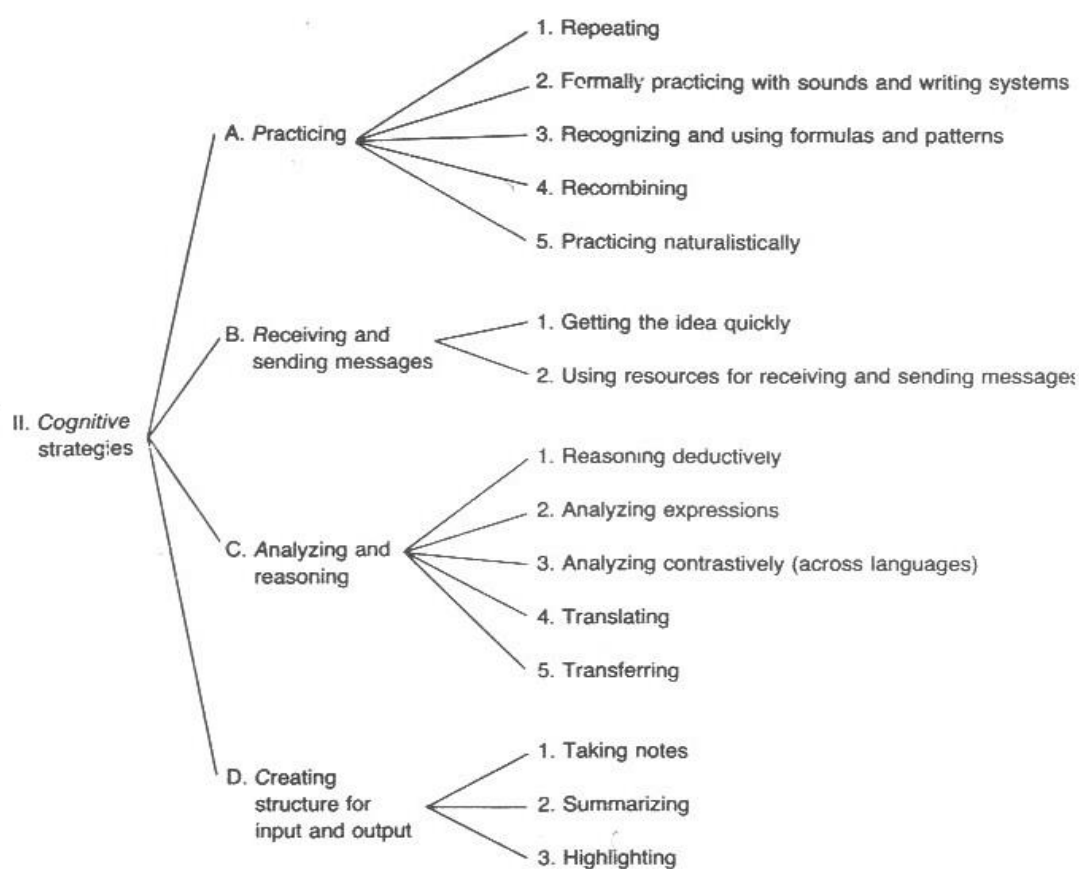 1. Repeating
2. Formally practicing with sounds and writing systems
A. Practicing
3. Recognizing and using formulas and patterns
4. Recombining
5. Practicing naturalistically
B. Receiving and
sending messages
1. Getting the idea quickly
2. Using resources for receiving and sending messages
II. Cognitive
strategies
1. Reasoning deductively
2. Analyzing expressions
C. Analyzing and
reasoning
3. Analyzing contrastively (across languages)
4. Translating
5. Transferring
D. Creating
structure for
input and output
1. Taking notes
2. Summarizing
3. Highlighting